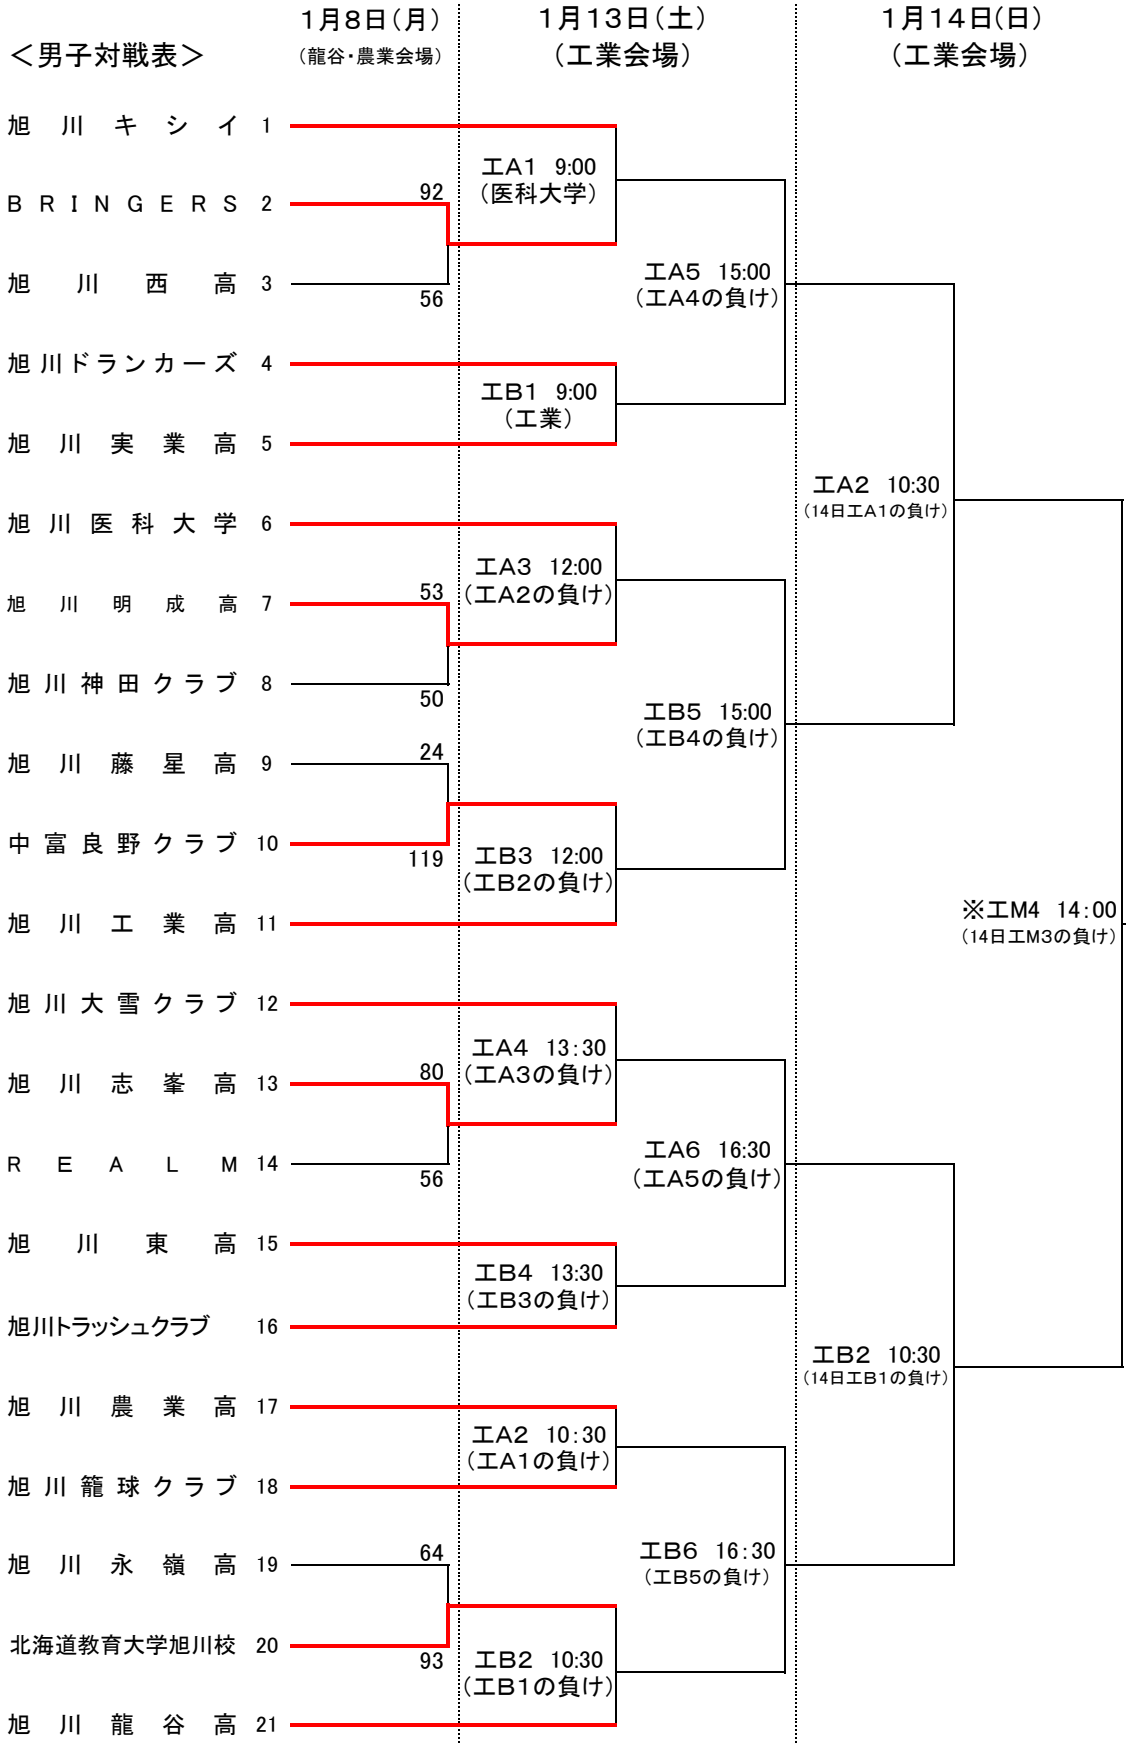 1月8日(月)
1月13日(土)
1月14日(日)
＜男子対戦表＞
(龍谷・農業会場)
(工業会場)
(工業会場)
旭川キシイ 1
工A1 9:00
(医科大学)
92
BRINGERS 2
旭川西高 3
56
工A5 15:00
(工A4の負け)
旭川ドランカーズ 4
工B1 9:00
(工業)
旭川実業高 5
工A2 10:30
(14日工A1の負け)
旭川医科大学 6
工A3 12:00
(工A2の負け)
53
旭川明成高 7
旭川神田クラブ 8
50
工B5 15:00
(工B4の負け)
24
旭川藤星高 9
中富良野クラブ 10
119
工B3 12:00
(工B2の負け)
旭川工業高 11
※工M4 14:00
(14日工M3の負け)
旭川大雪クラブ 12
工A4 13:30
(工A3の負け)
80
旭川志峯高 13
REALM 14
56
工A6 16:30
(工A5の負け)
旭川東高 15
工B4 13:30
(工B3の負け)
旭川トラッシュクラブ 16
工B2 10:30
(14日工B1の負け)
旭川農業高 17
工A2 10:30
(工A1の負け)
旭川籠球クラブ 18
64
旭川永嶺高 19
工B6 16:30
(工B5の負け)
北海道教育大学旭川校 20
93
工B2 10:30
(工B1の負け)
旭川龍谷高 21